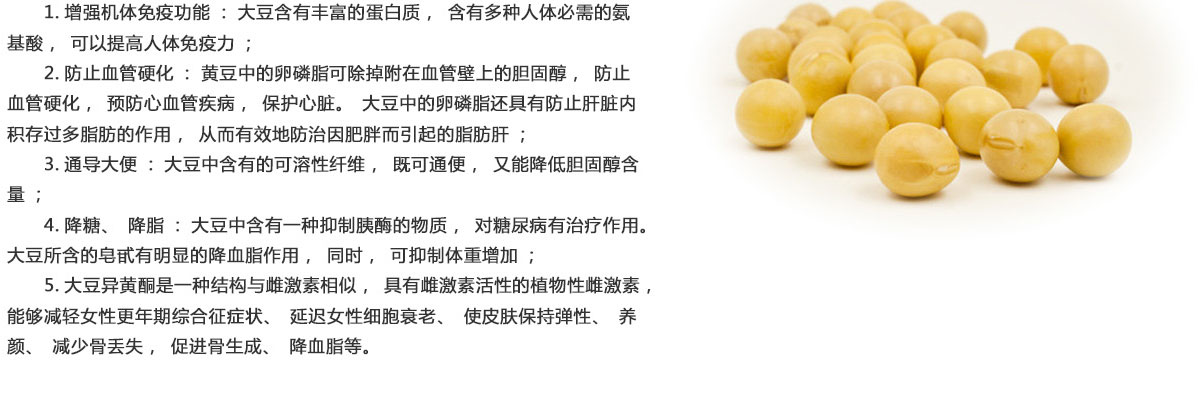 1. 增强机体免疫功能 ： 大豆含有丰富的蛋白质 ， 含有多种人体必需的氨
基酸 ， 可以提高人体免疫力 ；
2. 防止血管硬化 ： 黄豆中的卵磷脂可除掉附在血管壁上的胆固醇 ， 防止
血管硬化 ， 预防心血管疾病 ， 保护心脏。 大豆中的卵磷脂还具有防止肝脏内
积存过多脂肪的作用 ， 从而有效地防治因肥胖而引起的脂肪肝 ；
3. 通导大便 ： 大豆中含有的可溶性纤维 ， 既可通便 ， 又能降低胆固醇含
量 ；
4. 降糖、 降脂 ： 大豆中含有一种抑制胰酶的物质 ， 对糖尿病有治疗作用。
大豆所含的皂甙有明显的降血脂作用 ， 同时 ， 可抑制体重增加 ；
5. 大豆异黄酮是一种结构与雌激素相似 ， 具有雌激素活性的植物性雌激素 ，
能够减轻女性更年期综合征症状、 延迟女性细胞衰老、 使皮肤保持弹性、 养
颜、 减少骨丢失 ， 促进骨生成、 降血脂等。